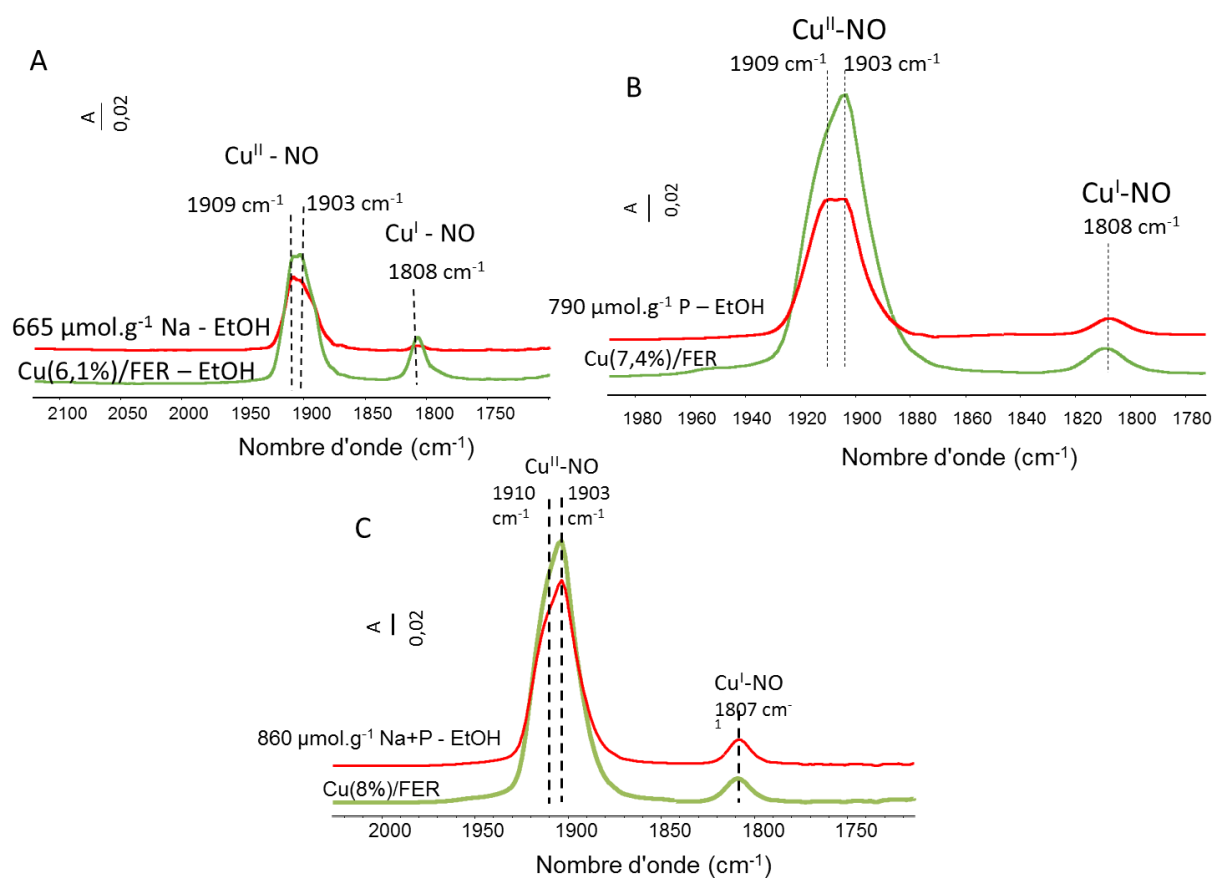 A
A
0,02
Cu^II - NO
1909 cm-1
1903 cm-1
Cu^I - NO
1808 cm-1
665 µmol.g-1 Na - EtOH
Cu(6,1%)/FER – EtOH
2100 2050 2000 1950 1900 1850 1800 1750
Nombre d'onde (cm-1)
B
A
0,02
Cu^II-NO
1909 cm-1 1903 cm-1
Cu^I-NO
1808 cm-1
790 µmol.g-1 P – EtOH
Cu(7,4%)/FER
1980 1960 1940 1920 1900 1880 1860 1840 1820 1800 1780
Nombre d'onde (cm-1)
C
A
0,02
Cu^II-NO
1910 1903
cm-1 cm-1
Cu^I-NO
1807 cm-
1
860 µmol.g-1 Na+P - EtOH
Cu(8%)/FER
2000 1950 1900 1850 1800 1750
Nombre d'onde (cm-1)